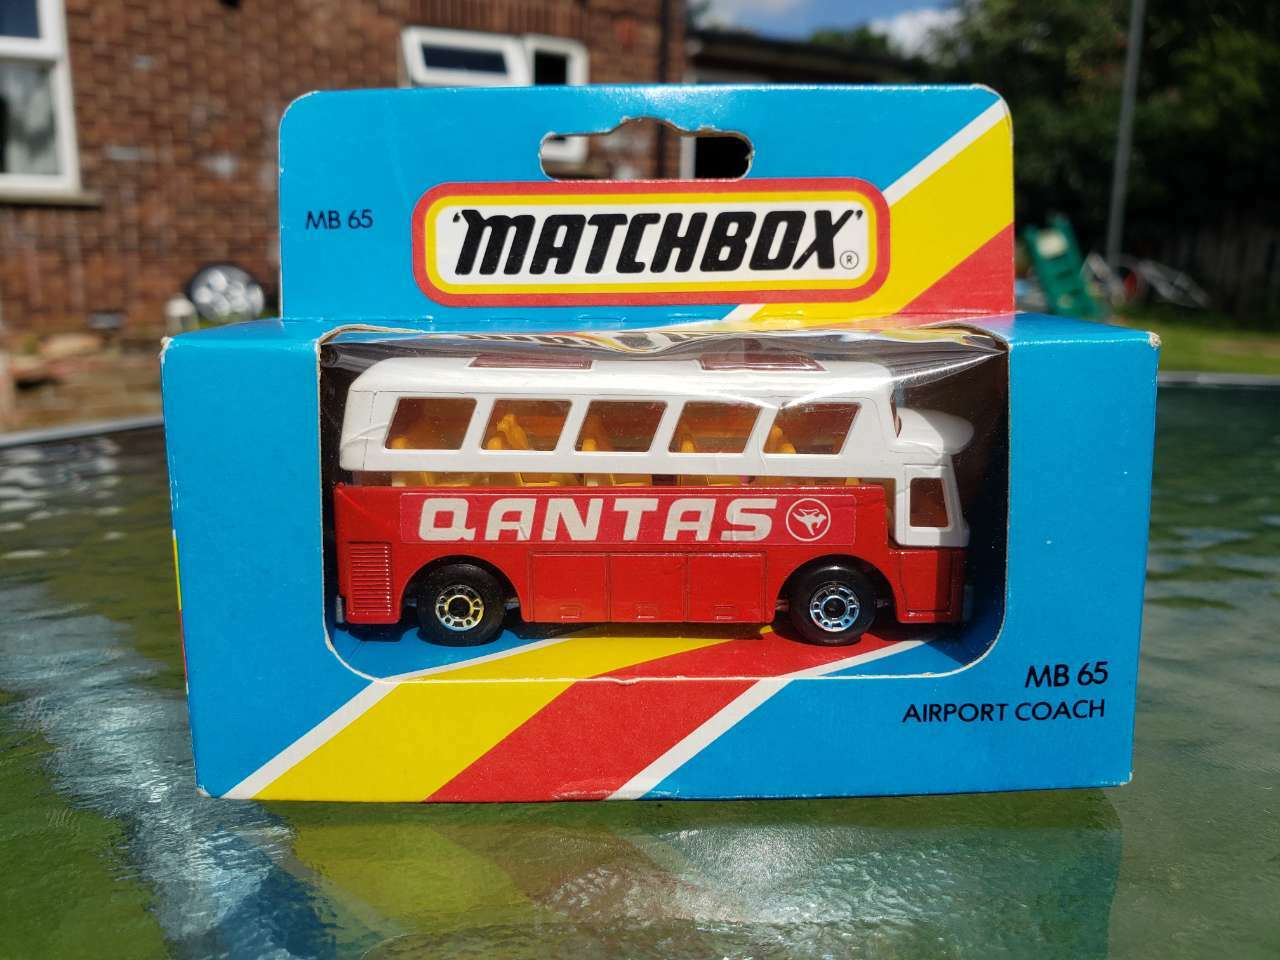 MB 65
'MATCHBOX'
®
QANTAS
MB 65
AIRPORT COACH